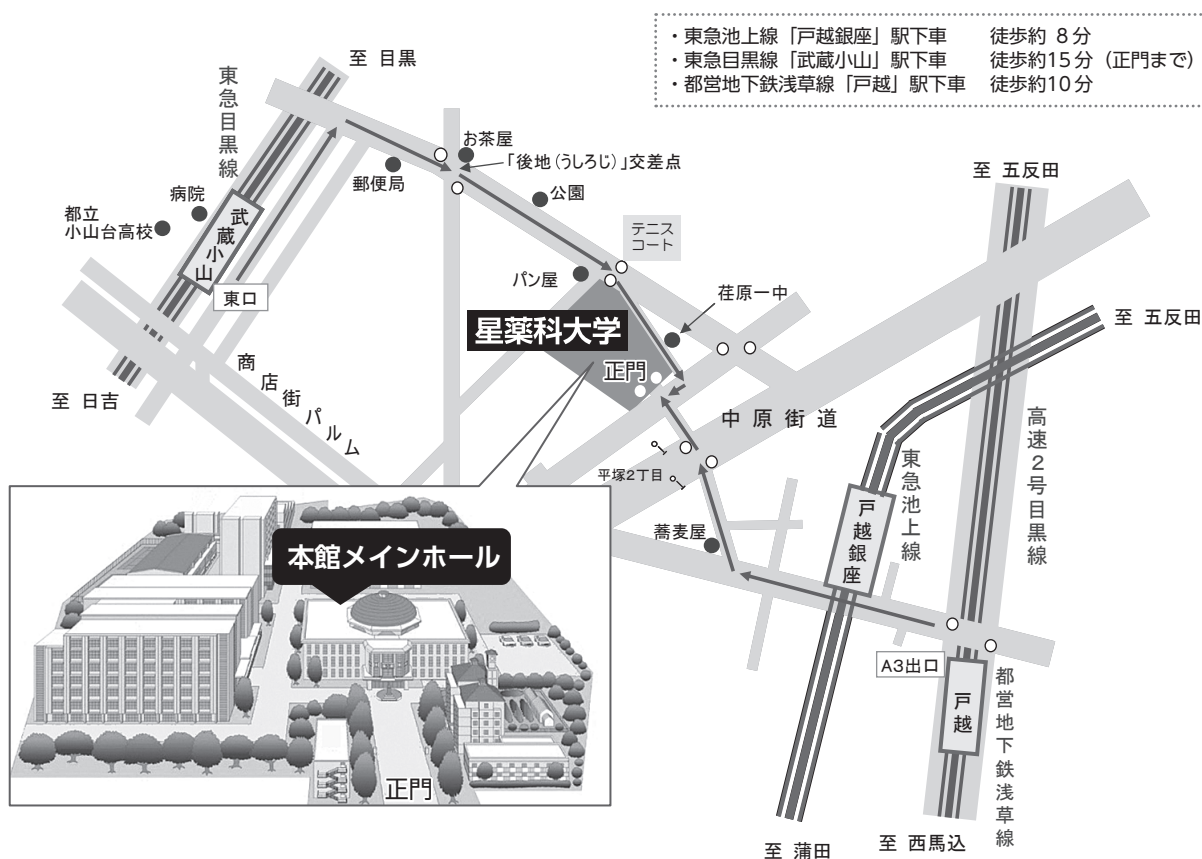 ・東急池上線「戸越銀座」駅下車　徒歩約 8分
・東急目黒線「武蔵小山」駅下車　徒歩約15分（正門まで）
・都営地下鉄浅草線「戸越」駅下車　徒歩約10分
至 目黒
東急目黒線
お茶屋
「後地（うしろじ）」交差点
郵便局
公園
病院
都立
小山台高校
武蔵小山
東口
テニス
コート
パン屋
荏原一中
星薬科大学
正門
至 五反田
至 五反田
至 日吉
商店街パルム
中原街道
平塚2丁目
蕎麦屋
東急池上線
高速2号目黒線
戸越銀座
本館メインホール
正門
A3出口
戸越
都営地下鉄浅草線
至 蒲田
至 西馬込